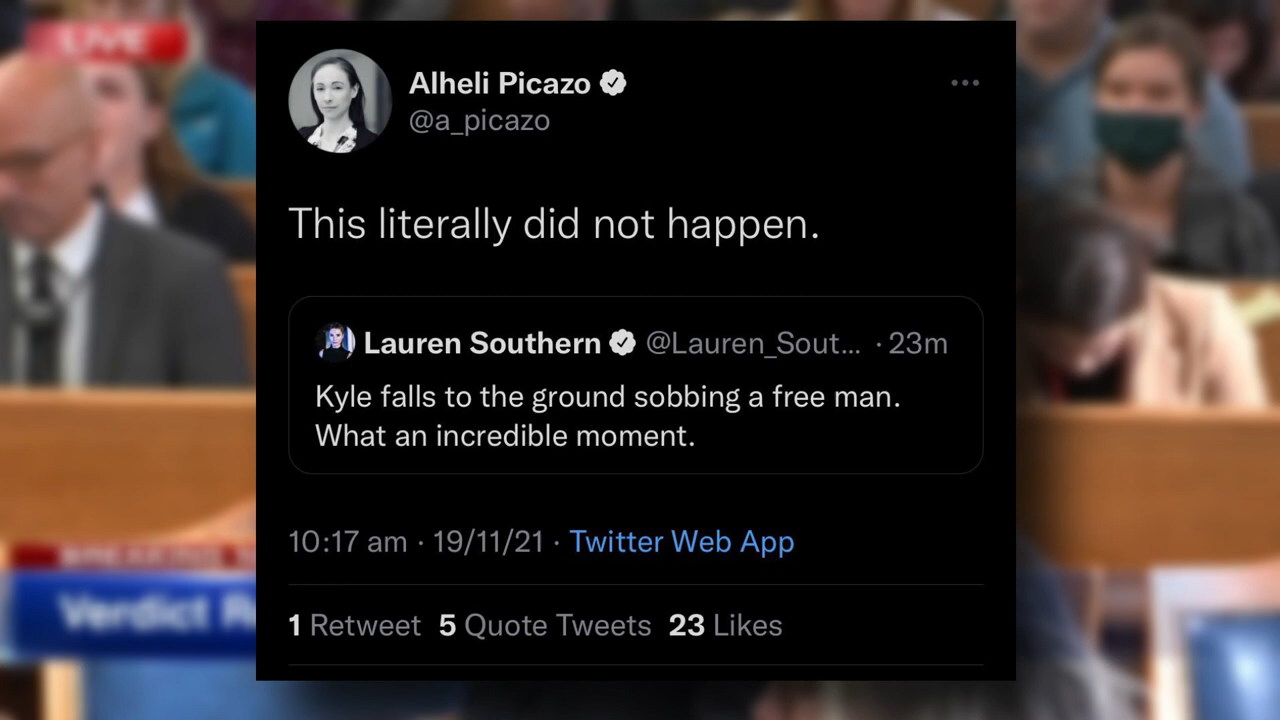 LIVE
Alheli Picazo
@a_picazo
This literally did not happen.
Lauren Southern @Lauren_Sout... · 23m
Kyle falls to the ground sobbing a free man.
What an incredible moment.
10:17 am · 19/11/21 · Twitter Web App
1 Retweet 5 Quote Tweets 23 Likes
BREAKING
Verdict